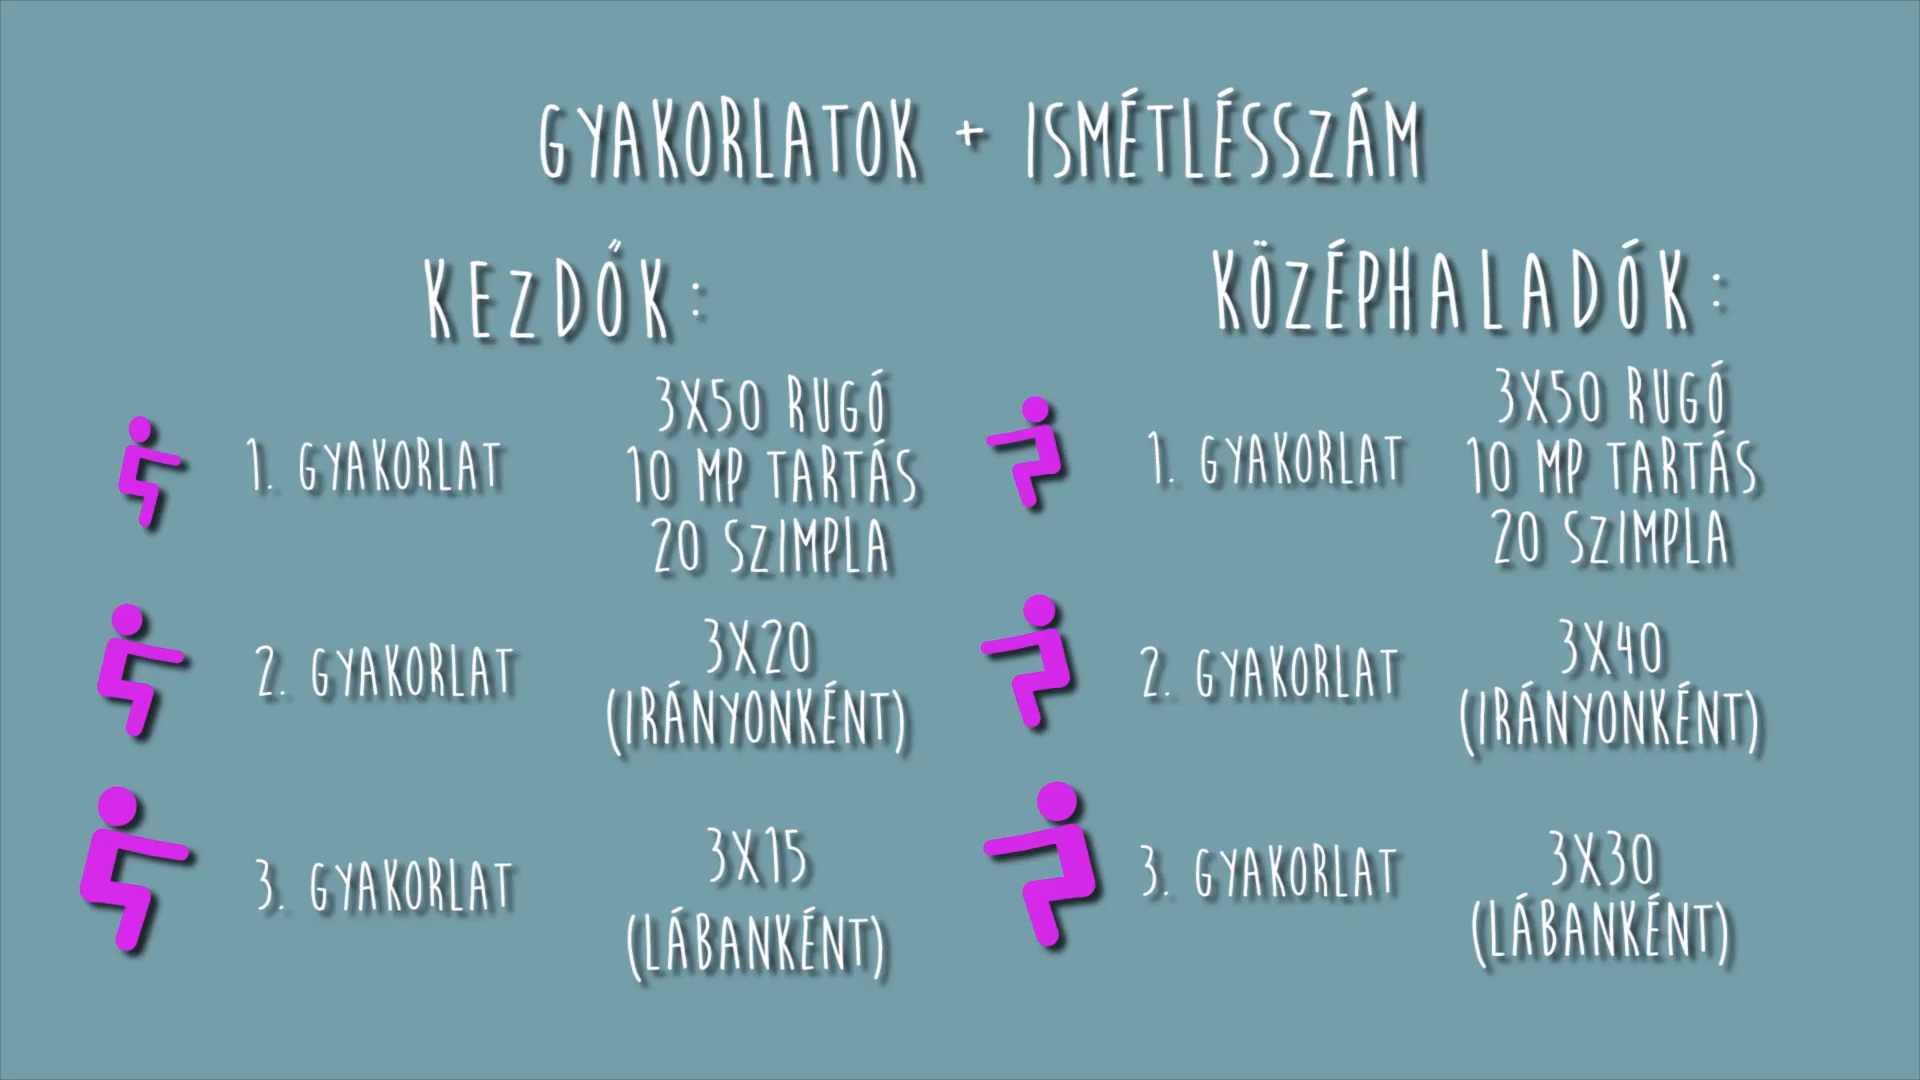 GYAKORLATOK + ISMÉTLÉSSZÁM
KEZDŐK:
1. GYAKORLAT
3X50 RUGÓ
10 MP TARTÁS
20 SZIMPLA
2. GYAKORLAT
3X20
(IRÁNYONKÉNT)
3. GYAKORLAT
3X15
(LÁBANKÉNT)
KÖZÉPHALADÓK:
1. GYAKORLAT
3X50 RUGÓ
10 MP TARTÁS
20 SZIMPLA
2. GYAKORLAT
3X40
(IRÁNYONKÉNT)
3. GYAKORLAT
3X30
(LÁBANKÉNT)